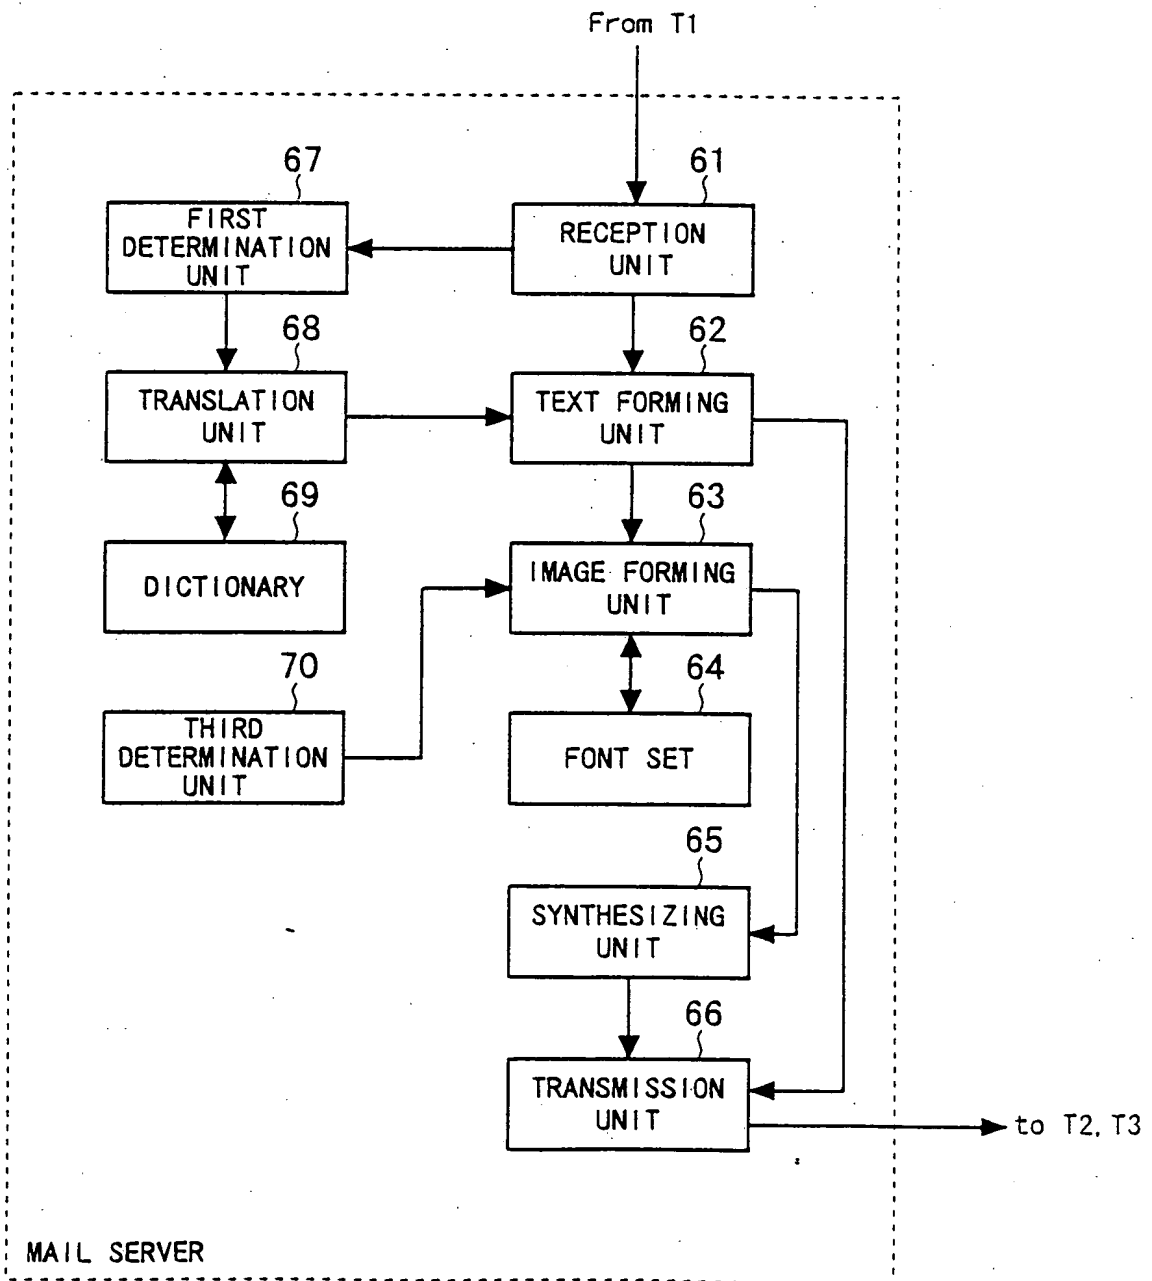 From T1
67
61
FIRST
DETERMINATION
UNIT
RECEPTION
UNIT
68
62
TRANSLATION
UNIT
TEXT FORMING
UNIT
69
63
DICTIONARY
IMAGE FORMING
UNIT
70
64
THIRD
DETERMINATION
UNIT
FONT SET
65
SYNTHESIZING
UNIT
66
TRANSMISSION
UNIT
to T2, T3
MAIL SERVER